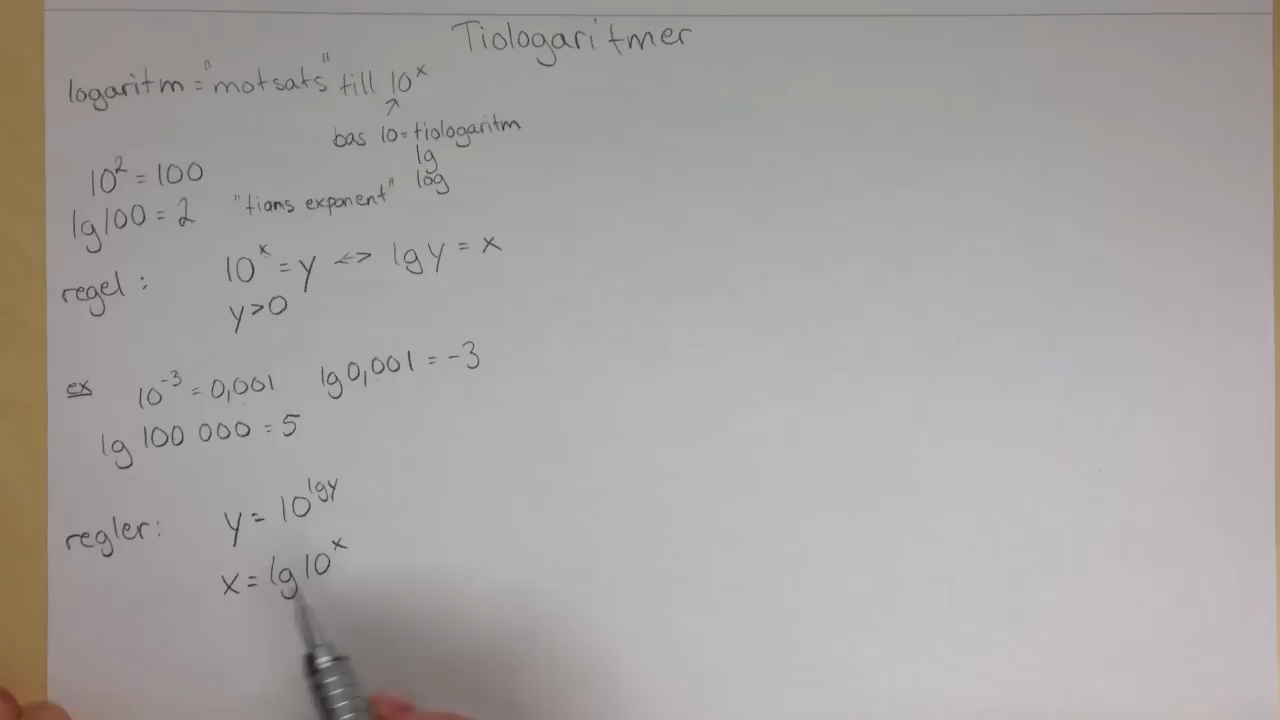 Tiologaritmer
logaritm = "motsats" till 10^x
↗
bas 10 = tiologaritm
lg
log
10² = 100
lg 100 = 2 "tians exponent"
regel : 10^x = y <-> lg y = x
y > 0
ex 10⁻³ = 0,001 lg 0,001 = -3
lg 100 000 = 5
regler: y = 10^lg y
x = lg 10^x